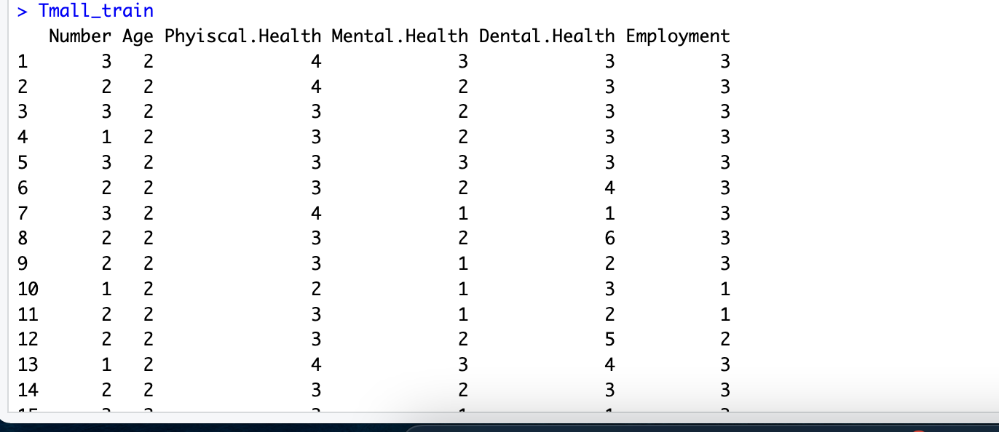 > Tmall_train
Number Age Phyiscal.Health Mental.Health Dental.Health Employment
1 3 2 4 3 3 3
2 2 2 4 2 3 3
3 3 2 3 2 3 3
4 1 2 3 2 3 3
5 3 2 3 3 3 3
6 2 2 3 2 4 3
7 3 2 4 1 1 3
8 2 2 3 2 6 3
9 2 2 3 1 2 3
10 1 2 2 1 3 1
11 2 2 3 1 2 1
12 2 2 3 2 5 2
13 1 2 4 3 4 3
14 2 2 3 2 3 3